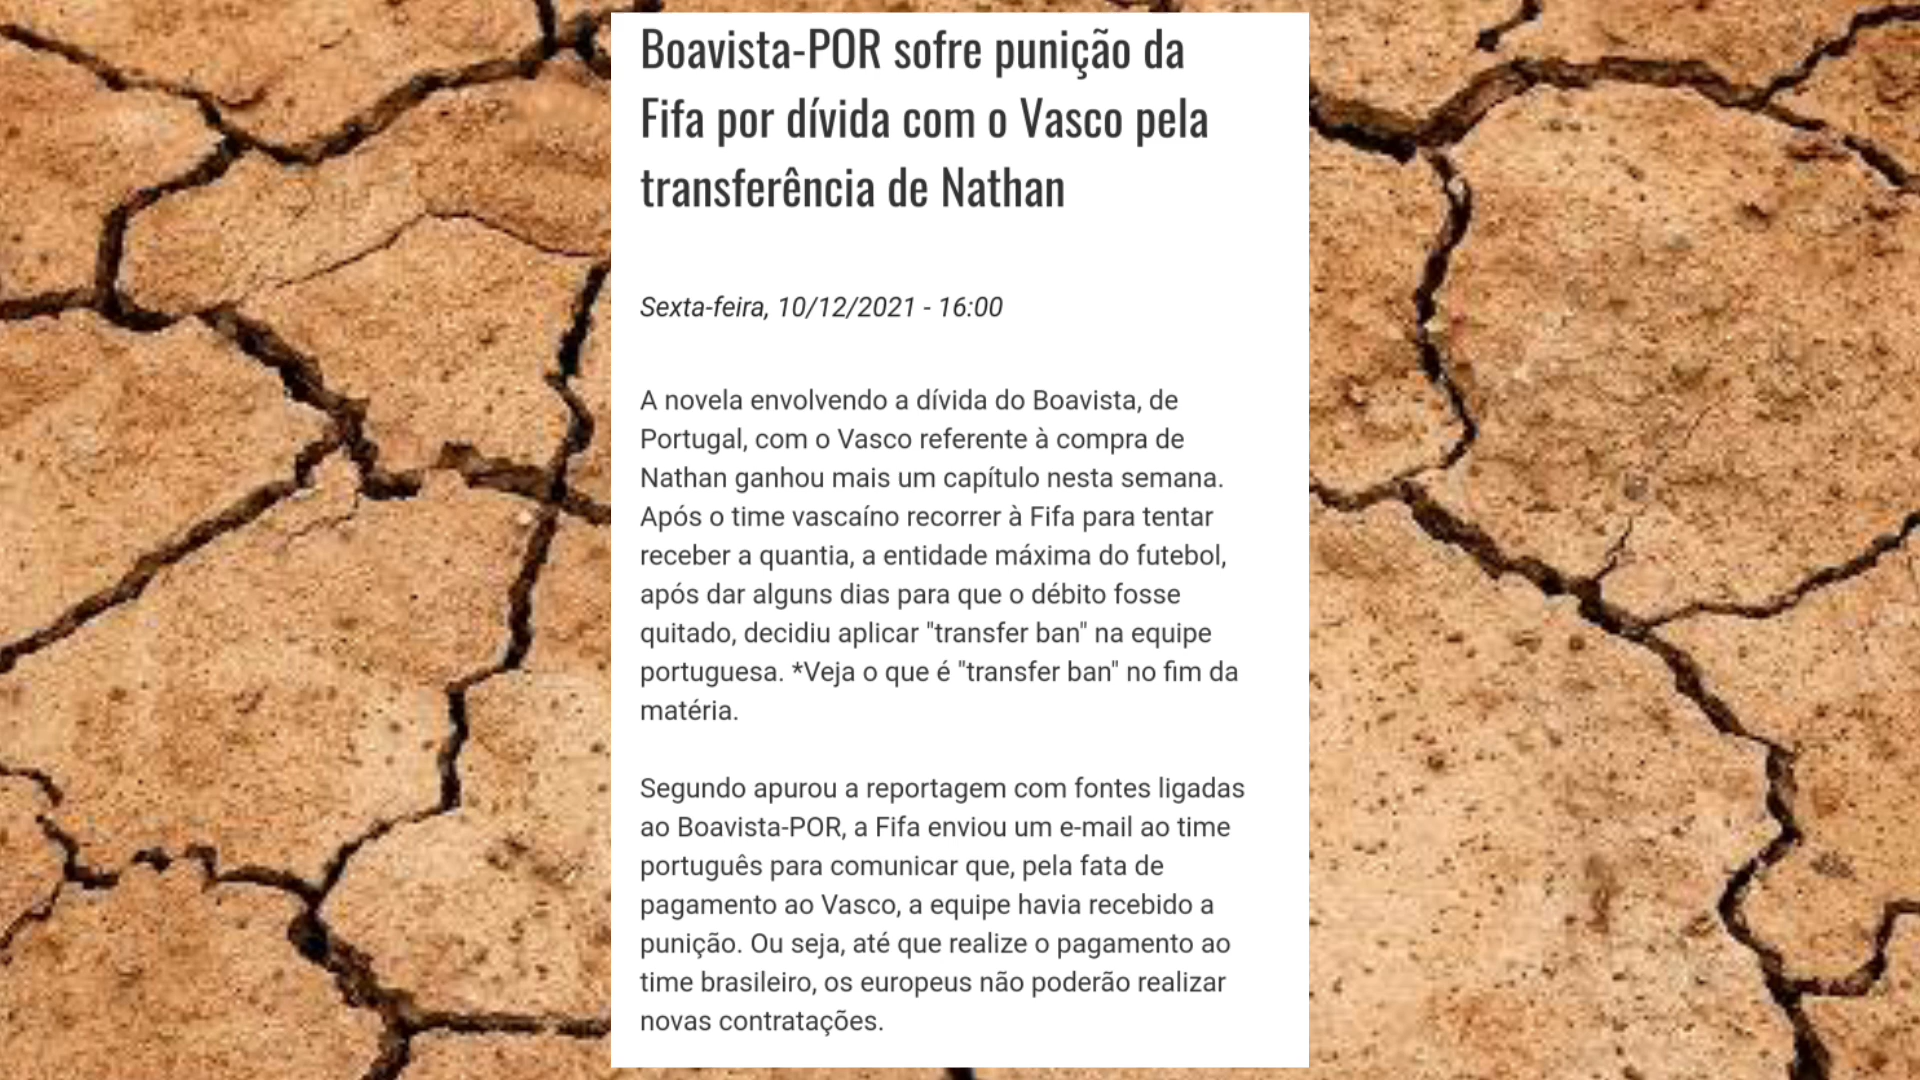 Boavista-POR sofre punição da
Fifa por dívida com o Vasco pela
transferência de Nathan
Sexta-feira, 10/12/2021 - 16:00
A novela envolvendo a dívida do Boavista, de
Portugal, com o Vasco referente à compra de
Nathan ganhou mais um capítulo nesta semana.
Após o time vascaíno recorrer à Fifa para tentar
receber a quantia, a entidade máxima do futebol,
após dar alguns dias para que o débito fosse
quitado, decidiu aplicar "transfer ban" na equipe
portuguesa. *Veja o que é "transfer ban" no fim da
matéria.
Segundo apurou a reportagem com fontes ligadas
ao Boavista-POR, a Fifa enviou um e-mail ao time
português para comunicar que, pela fata de
pagamento ao Vasco, a equipe havia recebido a
punição. Ou seja, até que realize o pagamento ao
time brasileiro, os europeus não poderão realizar
novas contratações.